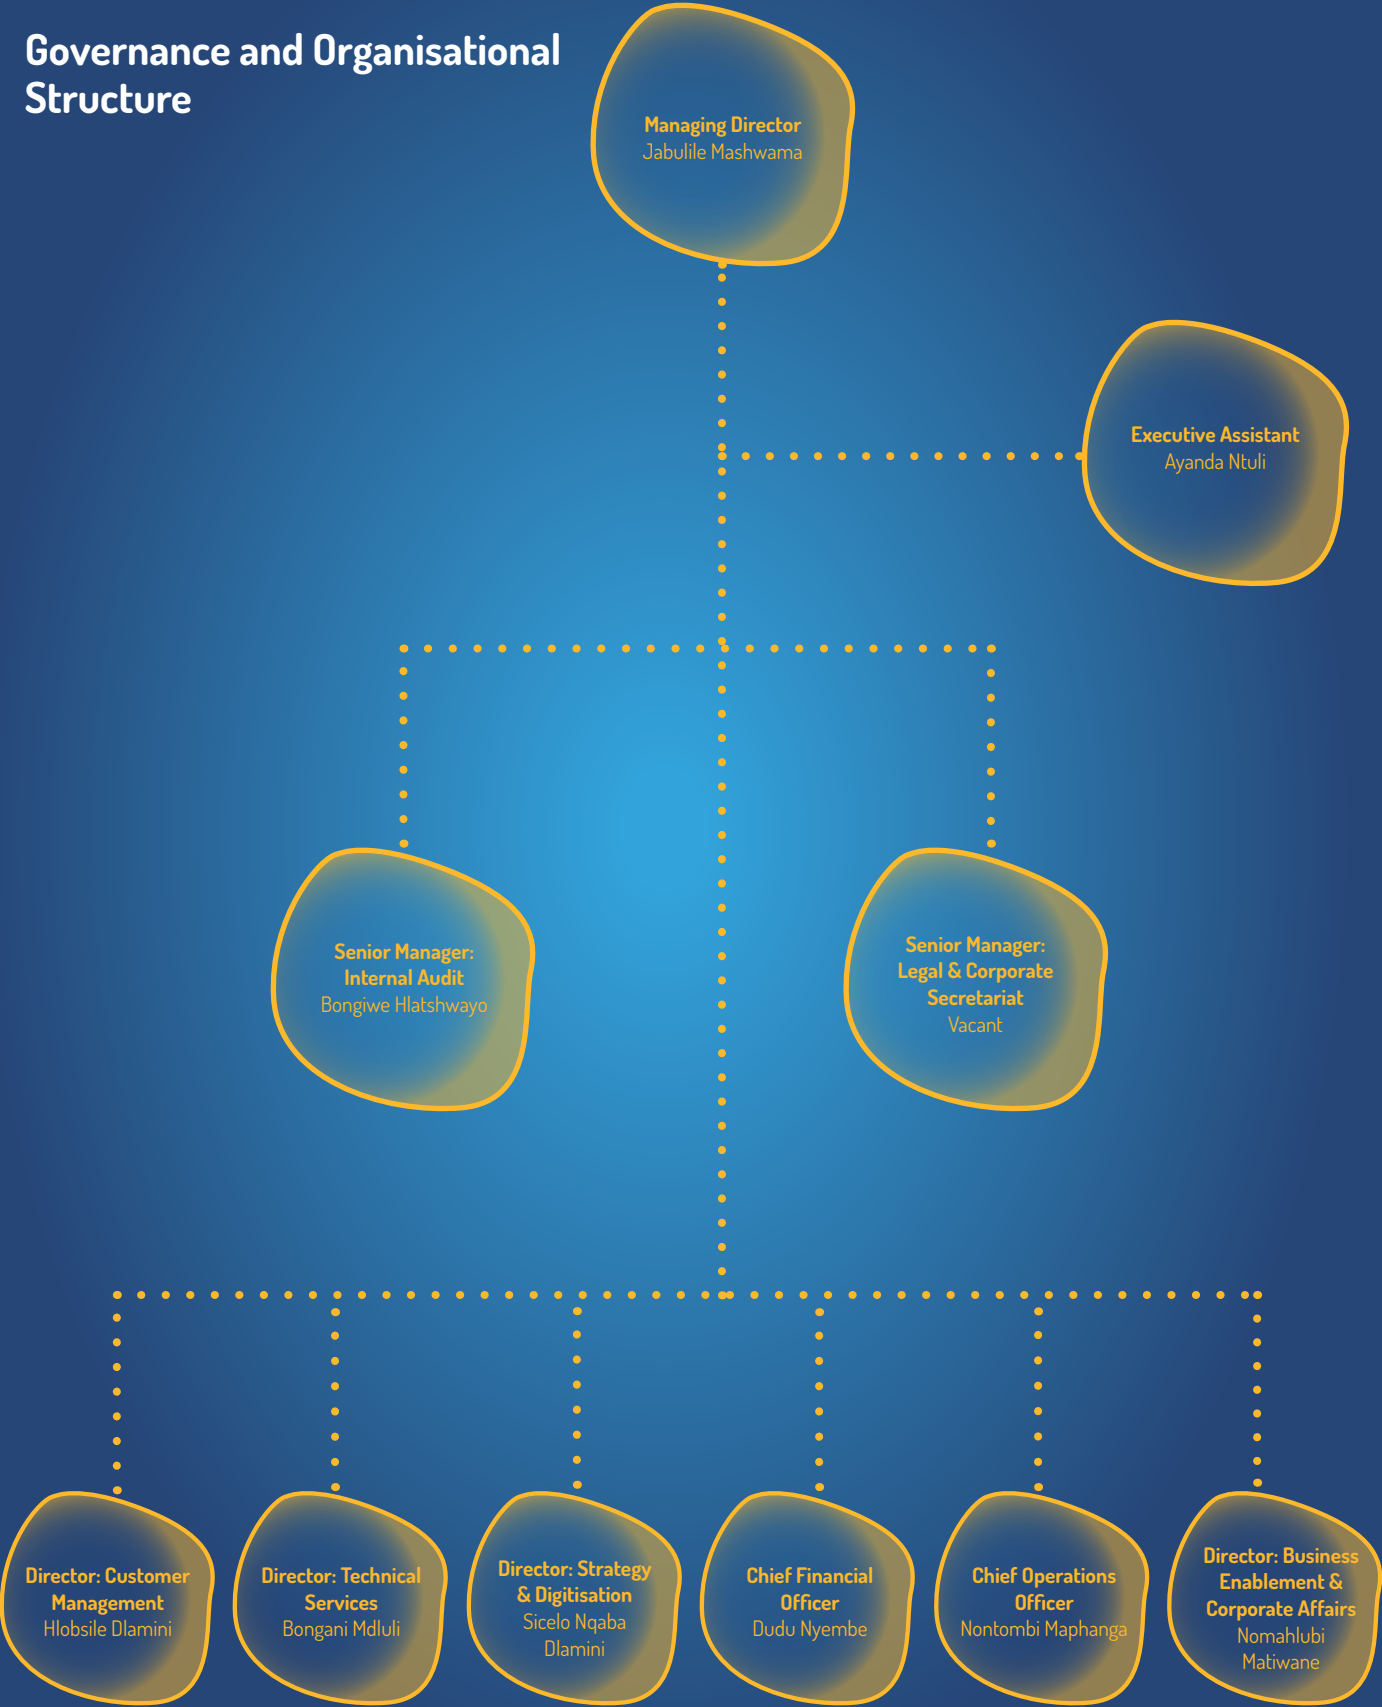 Governance and Organisational
Structure
Managing Director
Jabulile Mashwama
Executive Assistant
Ayanda Ntuli
Senior Manager:
Internal Audit
Bongiwe Hlatshwayo
Senior Manager:
Legal & Corporate
Secretariat
Vacant
Director: Customer
Management
Hlobsile Dlamini
Director: Technical
Services
Bongani Mdluli
Director: Strategy
& Digitisation
Sicelo Nqaba
Dlamini
Chief Financial
Officer
Dudu Nyembe
Chief Operations
Officer
Nontombi Maphanga
Director: Business
Enablement &
Corporate Affairs
Nomahlubi
Matiwane